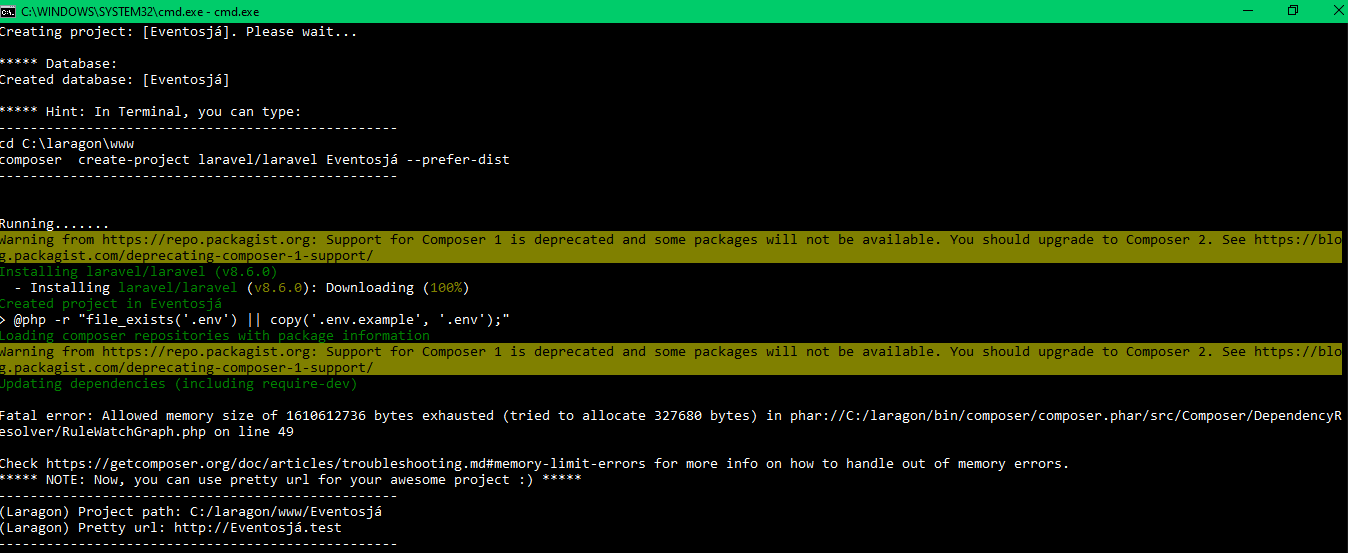 C:\WINDOWS\SYSTEM32\cmd.exe - cmd.exe
Creating project: [Eventosjá]. Please wait...
***** Database:
Created database: [Eventosjá]
***** Hint: In Terminal, you can type:
--------------------------------------------------
cd C:\laragon\www
composer  create-project laravel/laravel Eventosjá --prefer-dist
--------------------------------------------------
Running.......
Warning from https://repo.packagist.org: Support for Composer 1 is deprecated and some packages will not be available. You should upgrade to Composer 2. See https://blo
g.packagist.com/deprecating-composer-1-support/
Installing laravel/laravel (v8.6.0)
  - Installing laravel/laravel (v8.6.0): Downloading (100%)
Created project in Eventosjá
> @php -r "file_exists('.env') || copy('.env.example', '.env');"
Loading composer repositories with package information
Warning from https://repo.packagist.org: Support for Composer 1 is deprecated and some packages will not be available. You should upgrade to Composer 2. See https://blo
g.packagist.com/deprecating-composer-1-support/
Updating dependencies (including require-dev)
Fatal error: Allowed memory size of 1610612736 bytes exhausted (tried to allocate 327680 bytes) in phar://C:/laragon/bin/composer/composer.phar/src/Composer/DependencyR
esolver/RuleWatchGraph.php on line 49
Check https://getcomposer.org/doc/articles/troubleshooting.md#memory-limit-errors for more info on how to handle out of memory errors.
***** NOTE: Now, you can use pretty url for your awesome project :) *****
--------------------------------------------------
(Laragon) Project path: C:/laragon/www/Eventosjá
(Laragon) Pretty url: http://Eventosjá.test
--------------------------------------------------